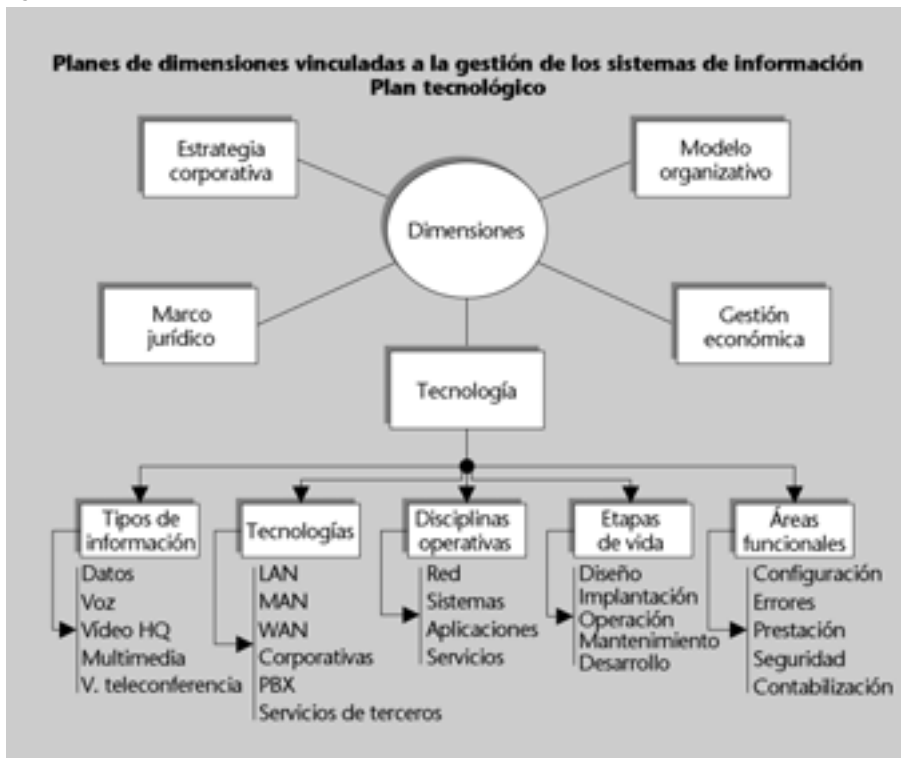 Planes de dimensiones vinculadas a la gestión de los sistemas de información
Plan tecnológico
Estrategia
corporativa
Modelo
organizativo
Dimensiones
Marco
jurídico
Gestión
económica
Tecnología
Tipos de
información
Datos
Voz
Vídeo HQ
Multimedia
V. teleconferencia
Tecnologías
LAN
MAN
WAN
Corporativas
PBX
Servicios de terceros
Disciplinas
operativas
Red
Sistemas
Aplicaciones
Servicios
Etapas
de vida
Diseño
Implantación
Operación
Mantenimiento
Desarrollo
Áreas
funcionales
Configuración
Errores
Prestación
Seguridad
Contabilización